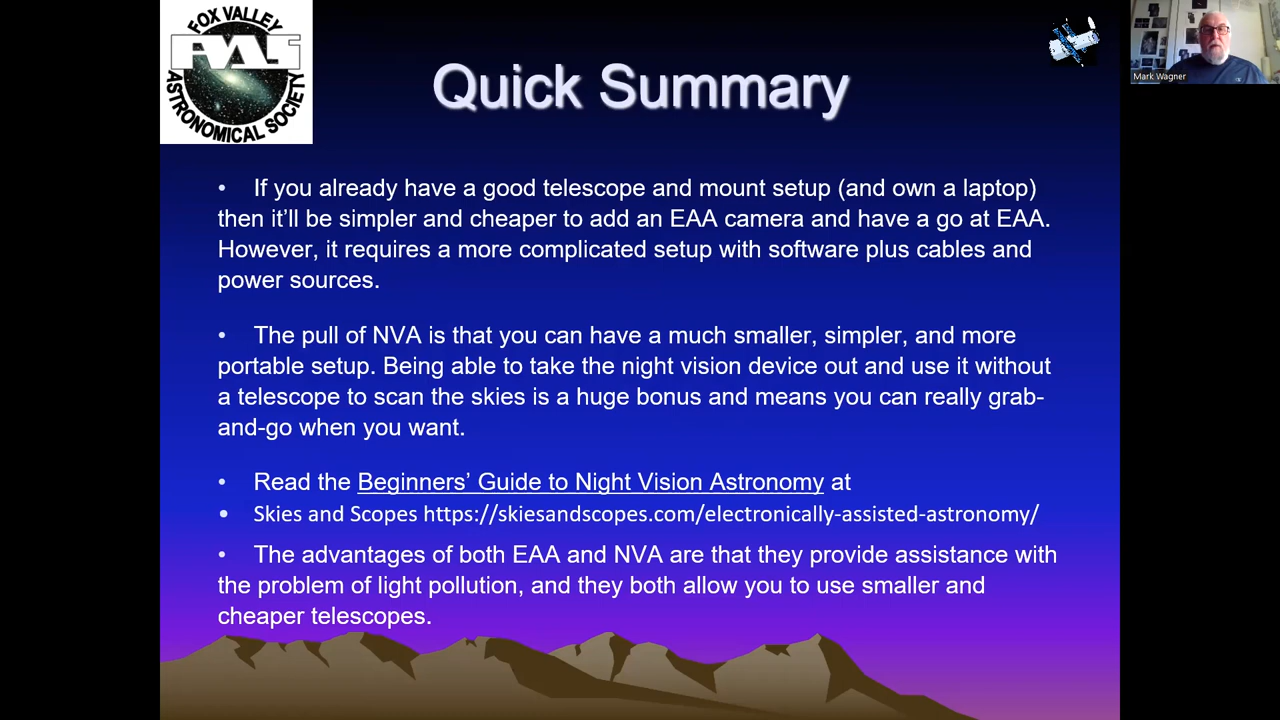 FOX VALLEY
FVAS
ASTRONOMICAL SOCIETY
Quick Summary
Mark Wagner
• If you already have a good telescope and mount setup (and own a laptop)
then it’ll be simpler and cheaper to add an EAA camera and have a go at EAA.
However, it requires a more complicated setup with software plus cables and
power sources.
• The pull of NVA is that you can have a much smaller, simpler, and more
portable setup. Being able to take the night vision device out and use it without
a telescope to scan the skies is a huge bonus and means you can really grab-
and-go when you want.
• Read the Beginners’ Guide to Night Vision Astronomy at
• Skies and Scopes https://skiesandscopes.com/electronically-assisted-astronomy/
• The advantages of both EAA and NVA are that they provide assistance with
the problem of light pollution, and they both allow you to use smaller and
cheaper telescopes.